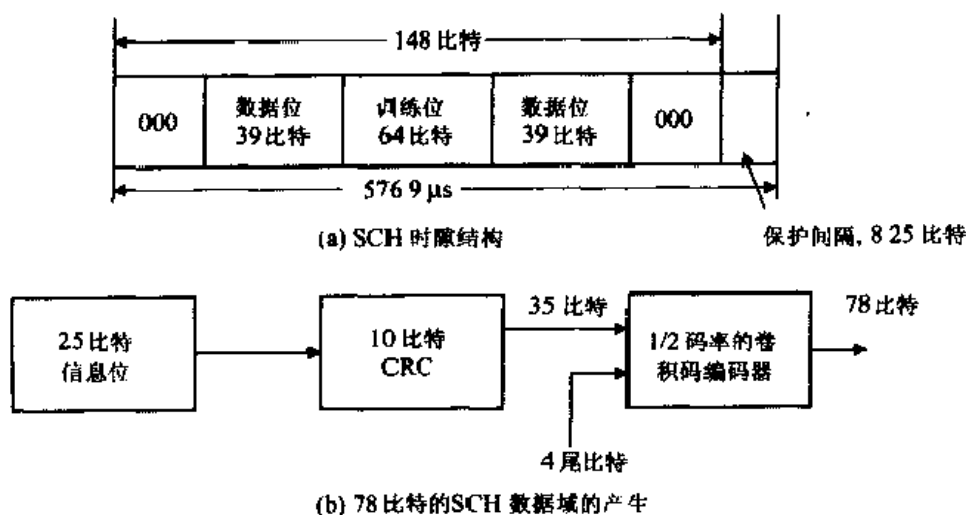 148 比特
000
数据位
39 比特
训练位
64 比特
数据位
39 比特
000
576 9 μs
(a) SCH 时隙结构
保护间隔, 8 25 比特
25 比特
信息位
10 比特
CRC
35 比特
1/2 码率的卷
积码编码器
78 比特
4 尾比特
(b) 78 比特的SCH 数据域的产生